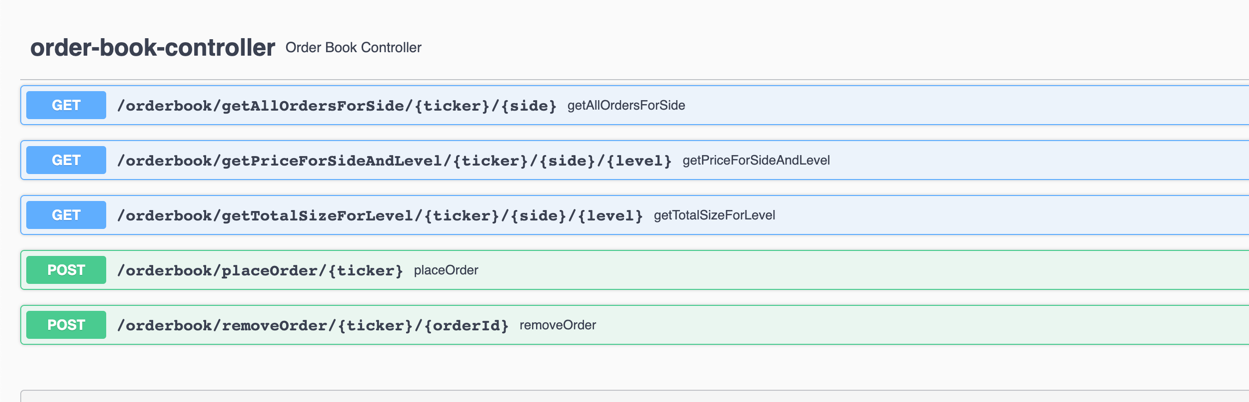 order-book-controller Order Book Controller
GET /orderbook/getAllOrdersForSide/{ticker}/{side} getAllOrdersForSide
GET /orderbook/getPriceForSideAndLevel/{ticker}/{side}/{level} getPriceForSideAndLevel
GET /orderbook/getTotalSizeForLevel/{ticker}/{side}/{level} getTotalSizeForLevel
POST /orderbook/placeOrder/{ticker} placeOrder
POST /orderbook/removeOrder/{ticker}/{orderId} removeOrder